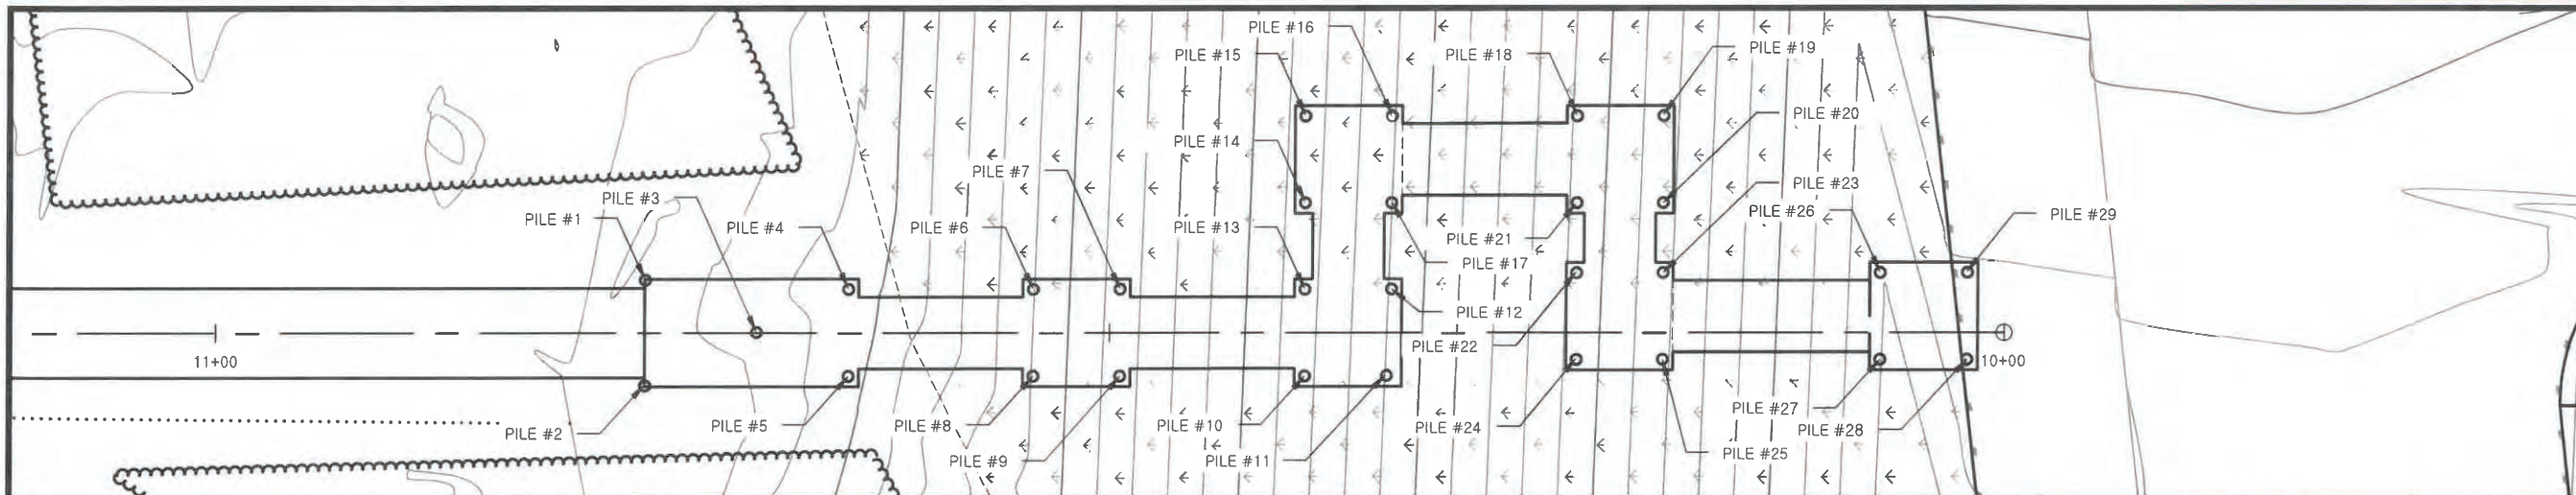 PILE #16
PILE #15
PILE #18
PILE #19
PILE #20
PILE #14
PILE #7
PILE #23
PILE #3
PILE #26
PILE #29
PILE #1
PILE #4
PILE #6
PILE #13
PILE #21
PILE #17
PILE #12
PILE #22
11+00
10+00
PILE #27
PILE #2
PILE #5
PILE #8
PILE #10
PILE #24
PILE #28
PILE #9
PILE #11
PILE #25